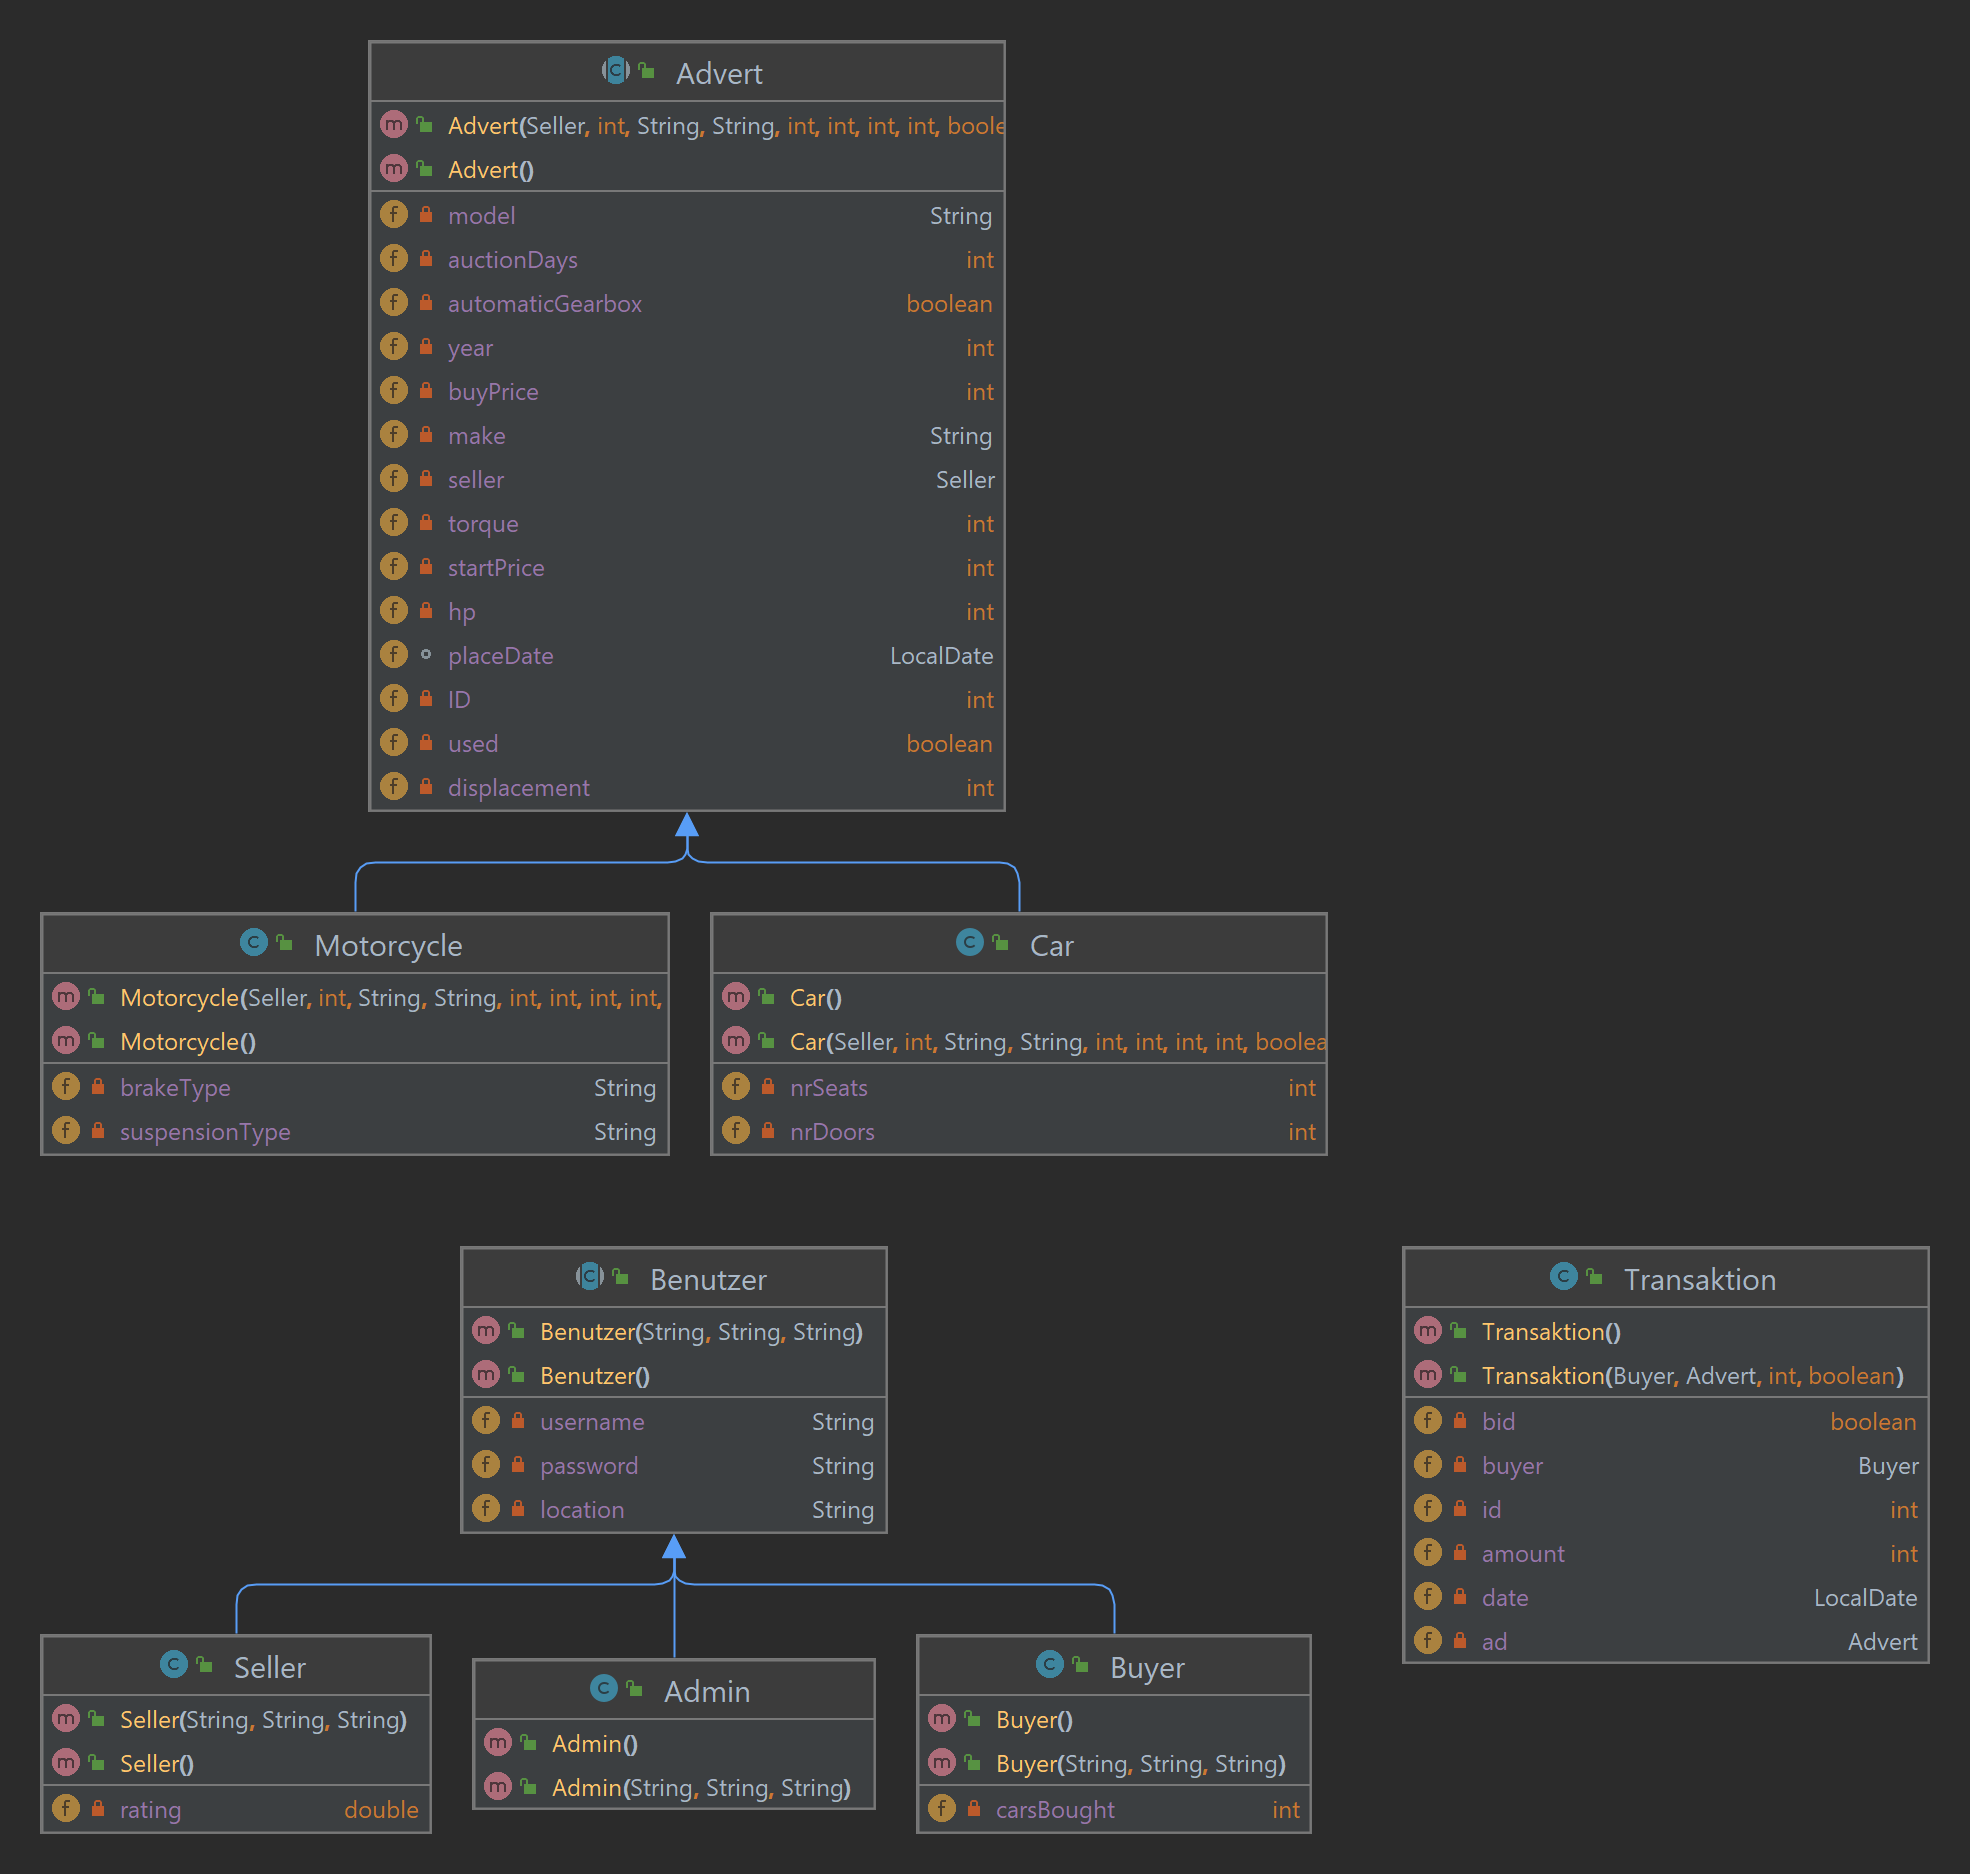 Advert
Advert(Seller, int, String, String, int, int, int, int, boole
Advert()
model String
auctionDays int
automaticGearbox boolean
year int
buyPrice int
make String
seller Seller
torque int
startPrice int
hp int
placeDate LocalDate
ID int
used boolean
displacement int
Motorcycle
Motorcycle(Seller, int, String, String, int, int, int, int,
Motorcycle()
brakeType String
suspensionType String
Car
Car()
Car(Seller, int, String, String, int, int, int, int, boolea
nrSeats int
nrDoors int
Benutzer
Benutzer(String, String, String)
Benutzer()
username String
password String
location String
Transaktion
Transaktion()
Transaktion(Buyer, Advert, int, boolean)
bid boolean
buyer Buyer
id int
amount int
date LocalDate
ad Advert
Seller
Seller(String, String, String)
Seller()
rating double
Admin
Admin()
Admin(String, String, String)
Buyer
Buyer()
Buyer(String, String, String)
carsBought int